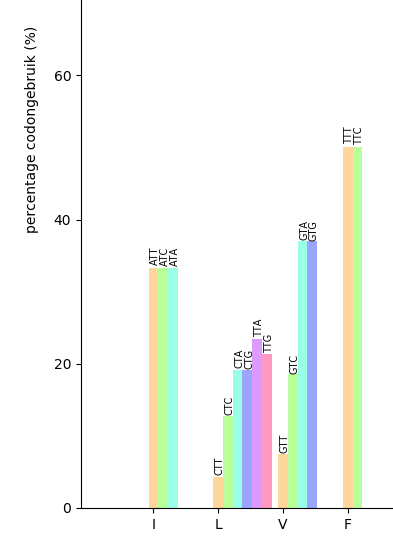 percentage codongebruik (%)
60
40
20
0
ATT
ATC
ATA
CTT
CTC
CTA
CTG
TTA
TTG
GTT
GTC
GTA
GTG
TTT
TTC
I
L
V
F